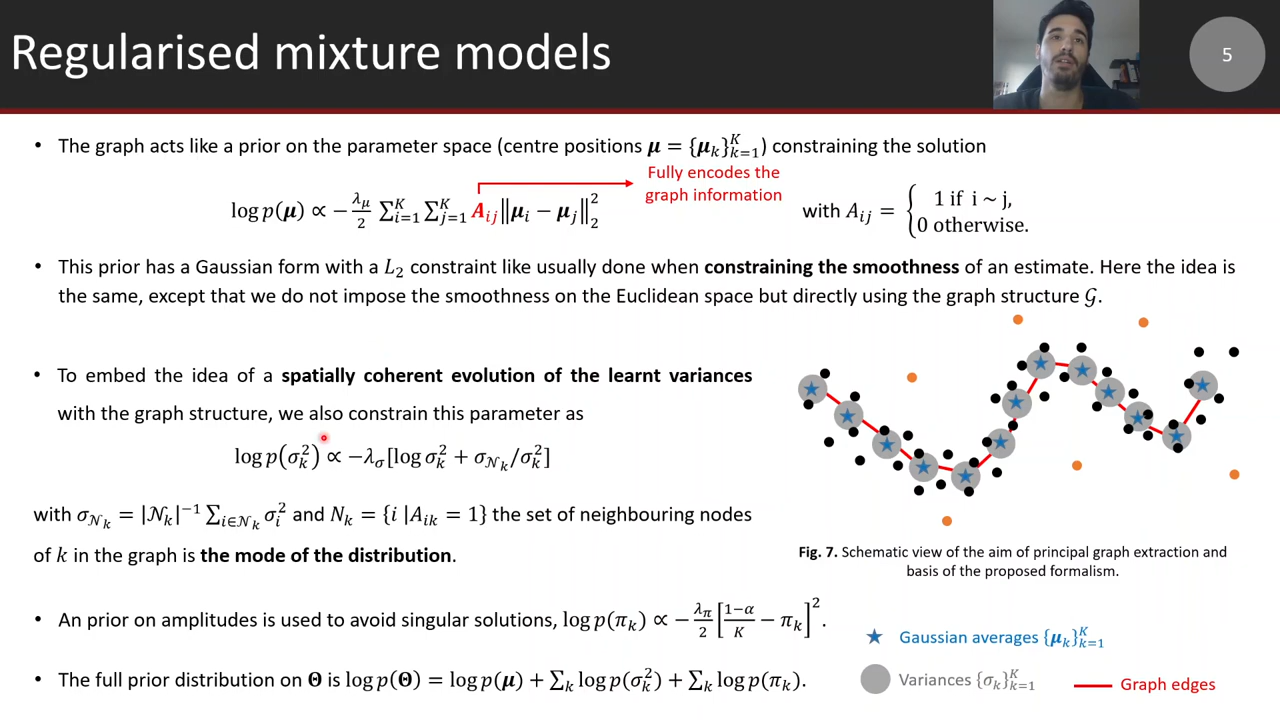 Regularised mixture models
5
• The graph acts like a prior on the parameter space (centre positions 𝝁 = {𝝁ₖ}ᴷₖ₌₁) constraining the solution
Fully encodes the
graph information
log p(𝝁) ∝ −λ_μ/2 ∑ᴷᵢ₌₁ ∑ᴷⱼ₌₁ Aᵢⱼ‖𝝁ᵢ − 𝝁ⱼ‖²₂
with Aᵢⱼ = { 1 if i ~ j,
0 otherwise.
• This prior has a Gaussian form with a L₂ constraint like usually done when constraining the smoothness of an estimate. Here the idea is
the same, except that we do not impose the smoothness on the Euclidean space but directly using the graph structure 𝒢.
• To embed the idea of a spatially coherent evolution of the learnt variances
with the graph structure, we also constrain this parameter as
log p(σ²ₖ) ∝ −λ_σ[log σ²ₖ + σ_𝒩ₖ/σ²ₖ]
with σ_𝒩ₖ = |𝒩ₖ|⁻¹ ∑_{i∈𝒩ₖ} σ²ᵢ and Nₖ = {i |Aᵢₖ = 1} the set of neighbouring nodes
of k in the graph is the mode of the distribution.
Fig. 7. Schematic view of the aim of principal graph extraction and
basis of the proposed formalism.
• An prior on amplitudes is used to avoid singular solutions, log p(πₖ) ∝ −λ_π/2 [(1−α)/K − πₖ]².
Gaussian averages {𝝁ₖ}ᴷₖ₌₁
• The full prior distribution on 𝚯 is log p(𝚯) = log p(𝝁) + ∑ₖ log p(σ²ₖ) + ∑ₖ log p(πₖ).
Variances {σₖ}ᴷₖ₌₁
Graph edges